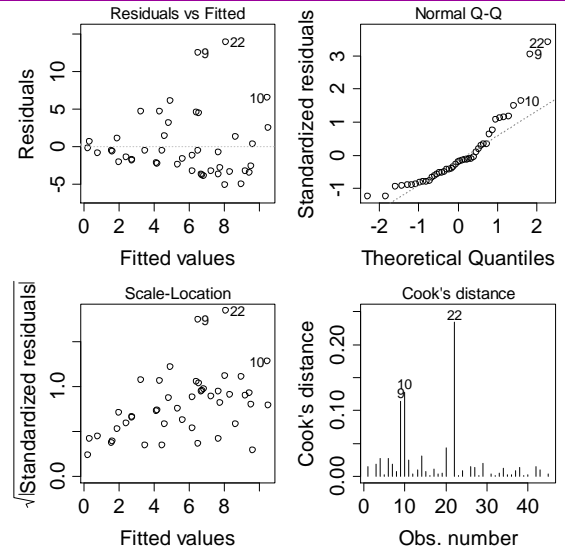 Residuals vs Fitted
Residuals
-5 0 5 10
9
22
10
0 2 4 6 8
Fitted values
Normal Q-Q
Standardized residuals
-1 0 1 2 3
22
9
10
-2 -1 0 1 2
Theoretical Quantiles
Scale-Location
√|Standardized residuals|
0.0 1.0
9
22
10
0 2 4 6 8
Fitted values
Cook's distance
Cook's distance
0.00 0.10 0.20
22
10
9
0 10 20 30 40
Obs. number